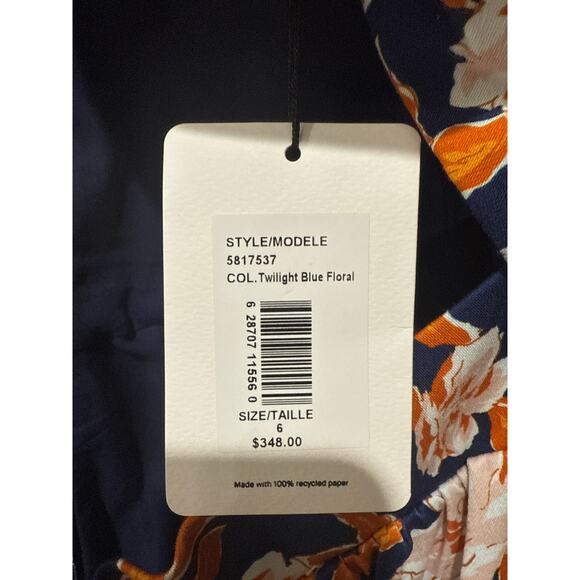 STYLE/MODELE
5817537
COL.Twilight Blue Floral
6 28707 11556 0
SIZE/TAILLE
6
$348.00
Made with 100% recycled paper